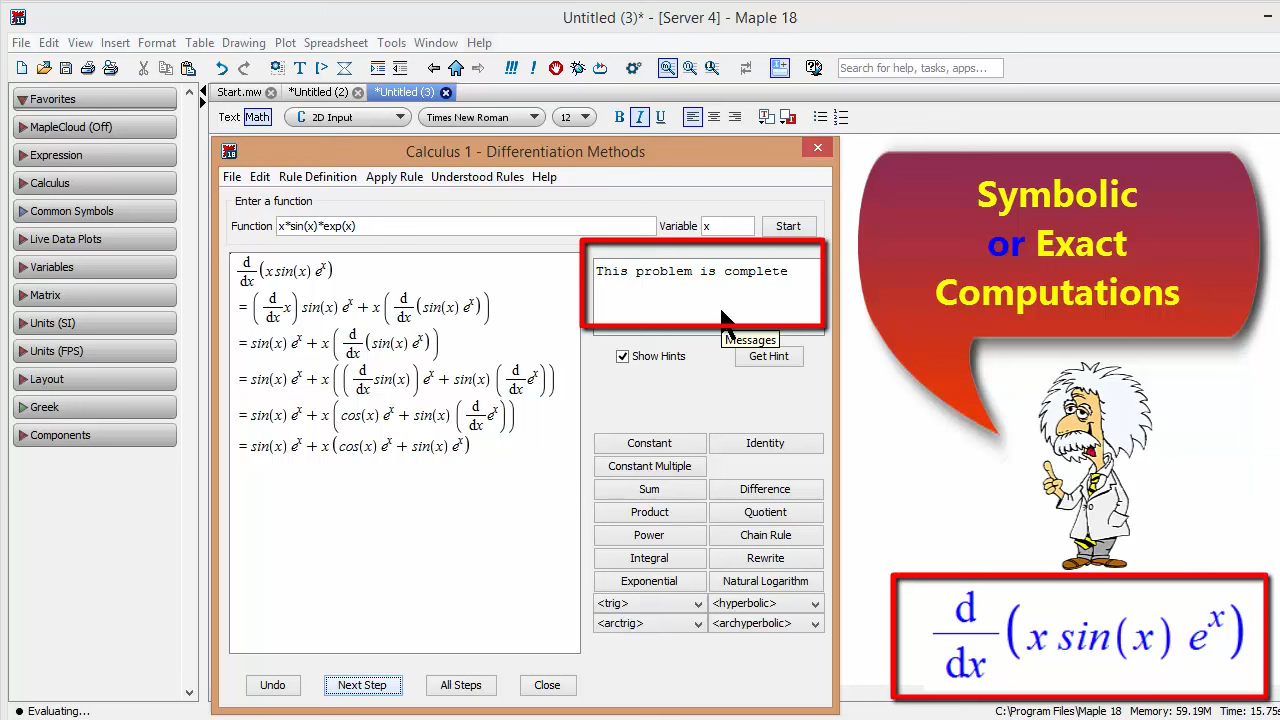 Untitled (3)* - [Server 4] - Maple 18
File Edit View Insert Format Table Drawing Plot Spreadsheet Tools Window Help
Search for help, tasks, apps...
Start.mw *Untitled (2) *Untitled (3)
Text Math C 2D Input Times New Roman 12 B I U
Favorites
MapleCloud (Off)
Expression
Calculus
Common Symbols
Live Data Plots
Variables
Matrix
Units (SI)
Units (FPS)
Layout
Greek
Components
Calculus 1 - Differentiation Methods
File Edit Rule Definition Apply Rule Understood Rules Help
Enter a function
Function x*sin(x)*exp(x) Variable x Start
d/dx (x sin(x) e^x)
= (d/dx x) sin(x) e^x + x (d/dx (sin(x) e^x))
= sin(x) e^x + x (d/dx (sin(x) e^x))
= sin(x) e^x + x ((d/dx sin(x)) e^x + sin(x) (d/dx e^x))
= sin(x) e^x + x (cos(x) e^x + sin(x) (d/dx e^x))
= sin(x) e^x + x (cos(x) e^x + sin(x) e^x)
This problem is complete
Messages
Show Hints Get Hint
Constant Identity
Constant Multiple
Sum Difference
Product Quotient
Power Chain Rule
Integral Rewrite
Exponential Natural Logarithm
<trig> <hyperbolic>
<arctrig> <archyperbolic>
Undo Next Step All Steps Close
Symbolic
or Exact
Computations
d/dx (x sin(x) e^x)
Evaluating...
C:\Program Files\Maple 18 Memory: 59.19M Time: 15.75s